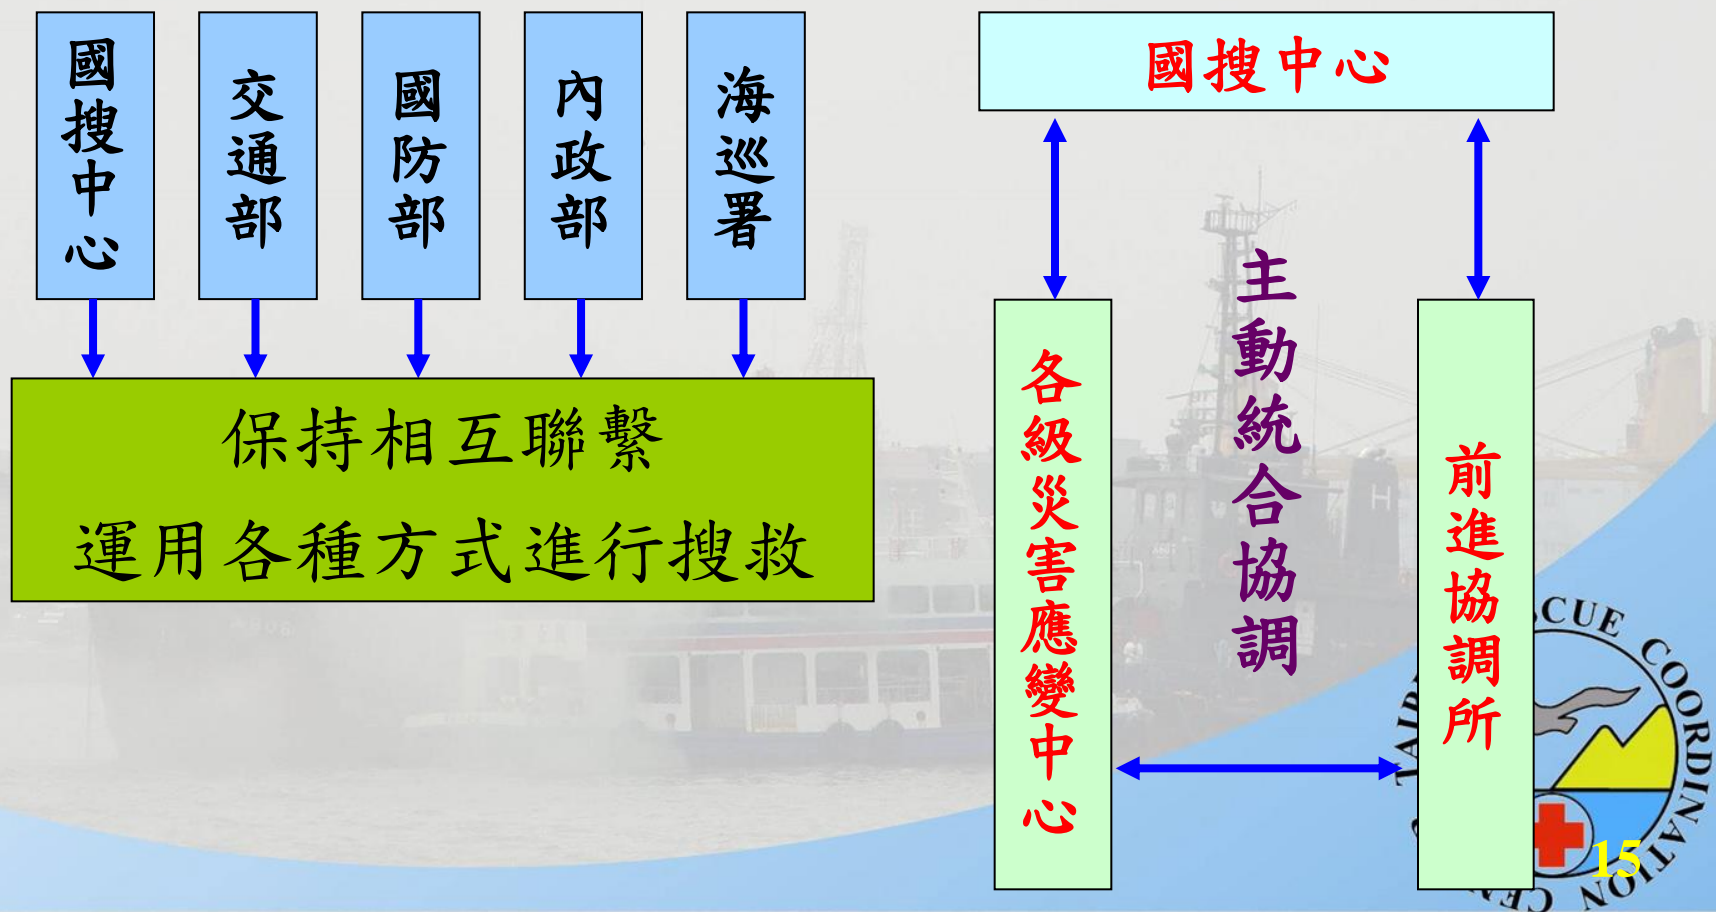 國搜中心
交通部
國防部
內政部
海巡署
保持相互聯繫
運用各種方式進行搜救
國搜中心
各級災害應變中心
主動統合協調
前進協調所
COORDINATION
15